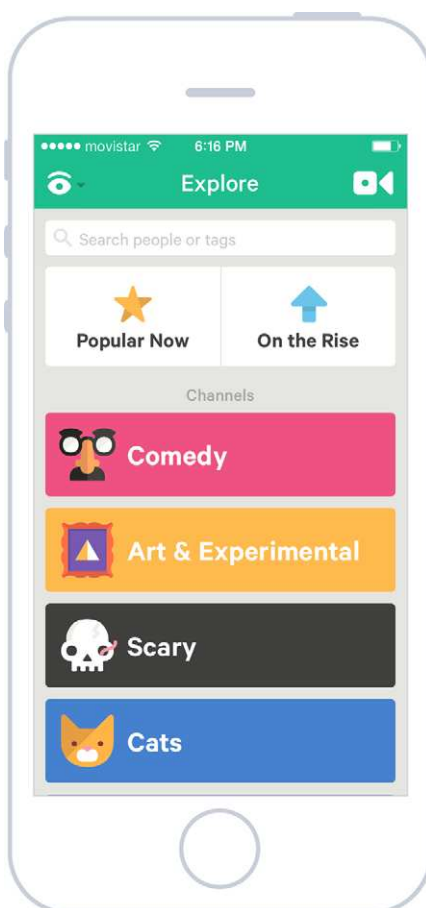 movistar 6:16 PM
Explore
Search people or tags
Popular Now On the Rise
Channels
Comedy
Art & Experimental
Scary
Cats